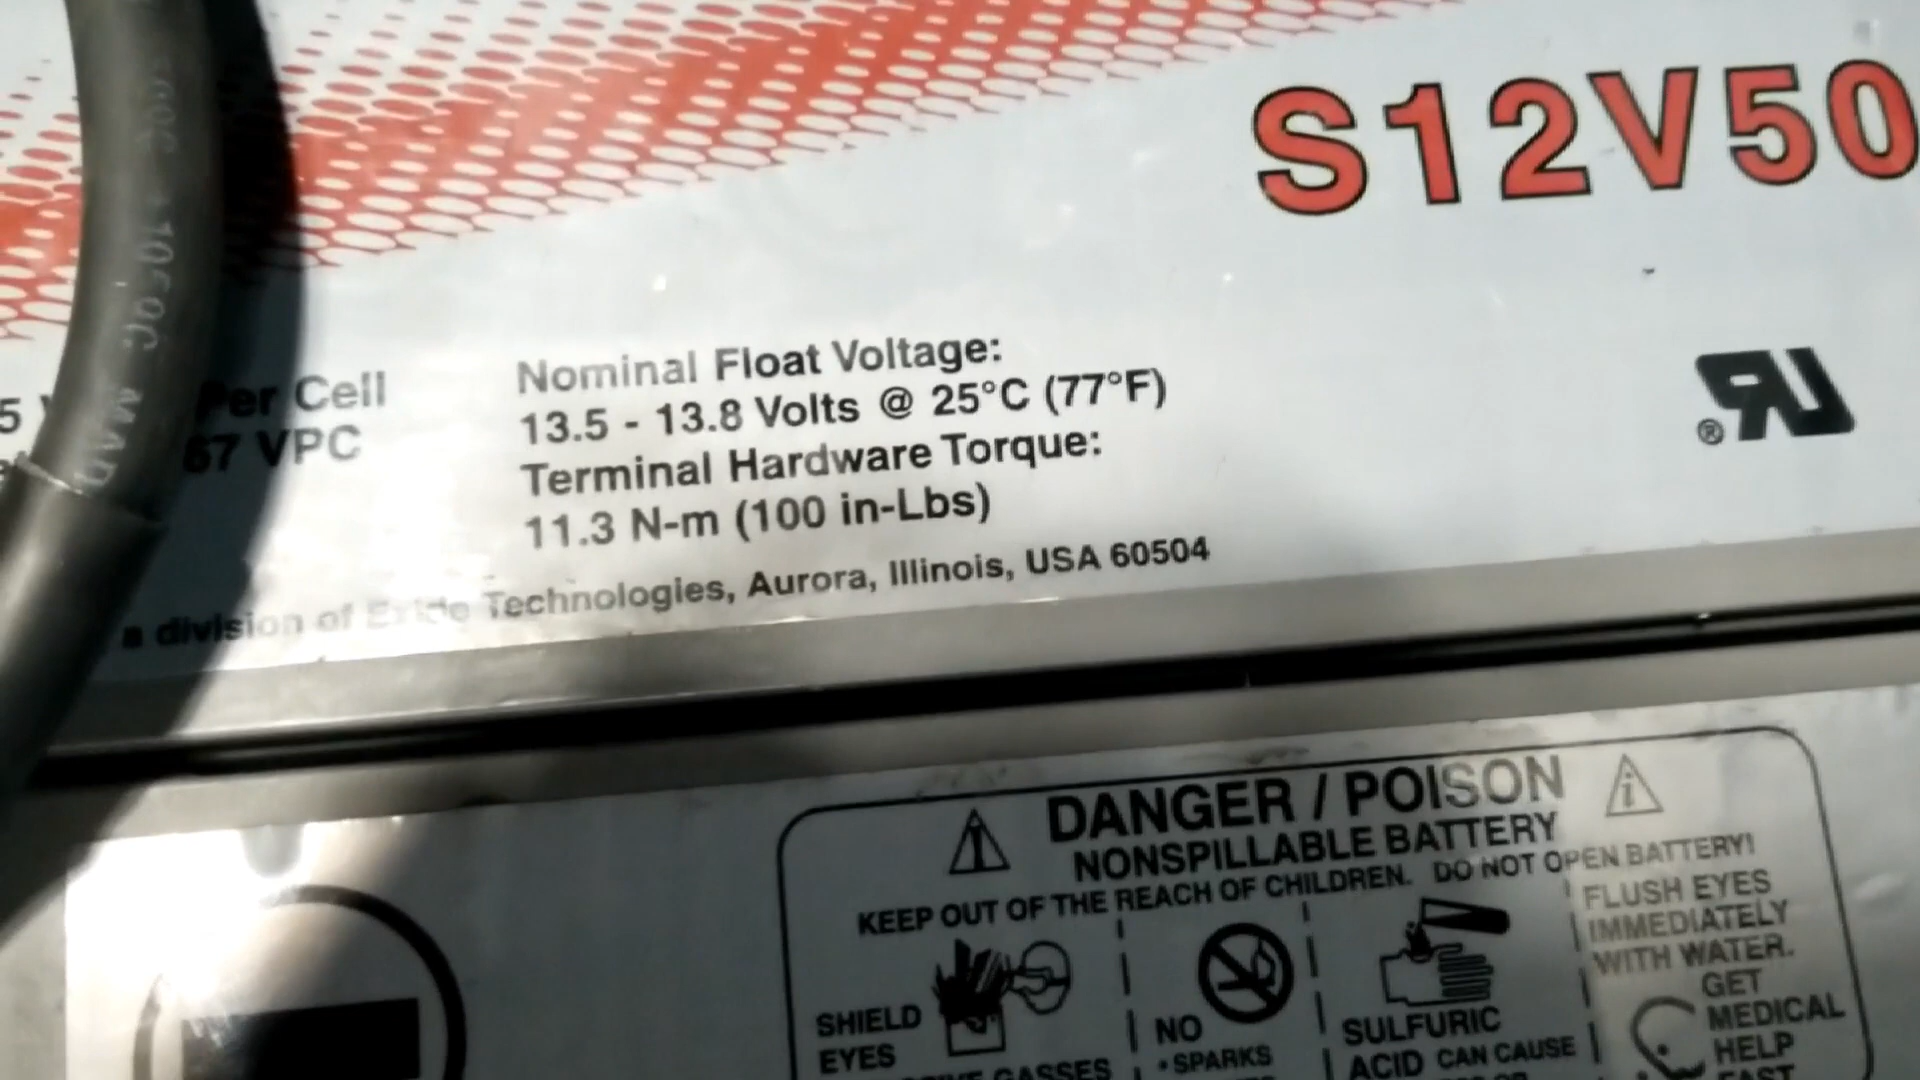 S12V50
Per Cell
67 VPC
Nominal Float Voltage:
13.5 - 13.8 Volts @ 25°C (77°F)
Terminal Hardware Torque:
11.3 N-m (100 in-Lbs)
a division of Exide Technologies, Aurora, Illinois, USA 60504
DANGER / POISON
NONSPILLABLE BATTERY
KEEP OUT OF THE REACH OF CHILDREN. DO NOT OPEN BATTERY!
SHIELD
EYES
GASSES
NO
•SPARKS
SULFURIC
ACID CAN CAUSE
FLUSH EYES
IMMEDIATELY
WITH WATER.
GET
MEDICAL
HELP
FAST